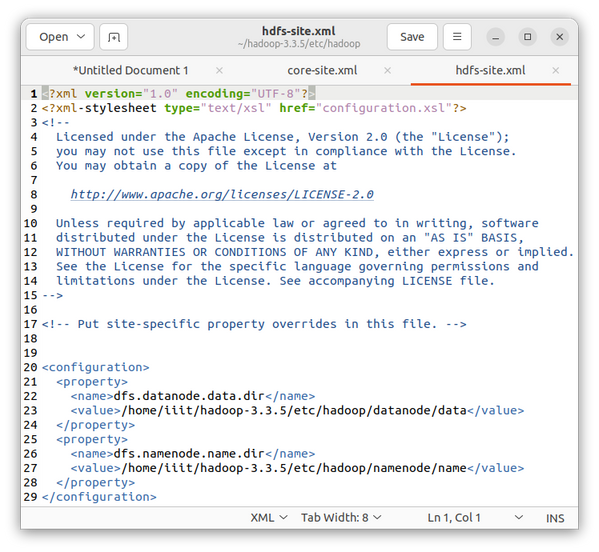 Open
hdfs-site.xml
~/hadoop-3.3.5/etc/hadoop
Save
*Untitled Document 1
core-site.xml
hdfs-site.xml
1 <?xml version="1.0" encoding="UTF-8"?>
2 <?xml-stylesheet type="text/xsl" href="configuration.xsl"?>
3 <!--
4   Licensed under the Apache License, Version 2.0 (the "License");
5   you may not use this file except in compliance with the License.
6   You may obtain a copy of the License at
7
8     http://www.apache.org/licenses/LICENSE-2.0
9
10   Unless required by applicable law or agreed to in writing, software
11   distributed under the License is distributed on an "AS IS" BASIS,
12   WITHOUT WARRANTIES OR CONDITIONS OF ANY KIND, either express or implied.
13   See the License for the specific language governing permissions and
14   limitations under the License. See accompanying LICENSE file.
15 -->
16
17 <!-- Put site-specific property overrides in this file. -->
18
19
20 <configuration>
21   <property>
22     <name>dfs.datanode.data.dir</name>
23     <value>/home/iiit/hadoop-3.3.5/etc/hadoop/datanode/data</value>
24   </property>
25   <property>
26     <name>dfs.namenode.name.dir</name>
27     <value>/home/iiit/hadoop-3.3.5/etc/hadoop/namenode/name</value>
28   </property>
29 </configuration>
XML Tab Width: 8 Ln 1, Col 1 INS